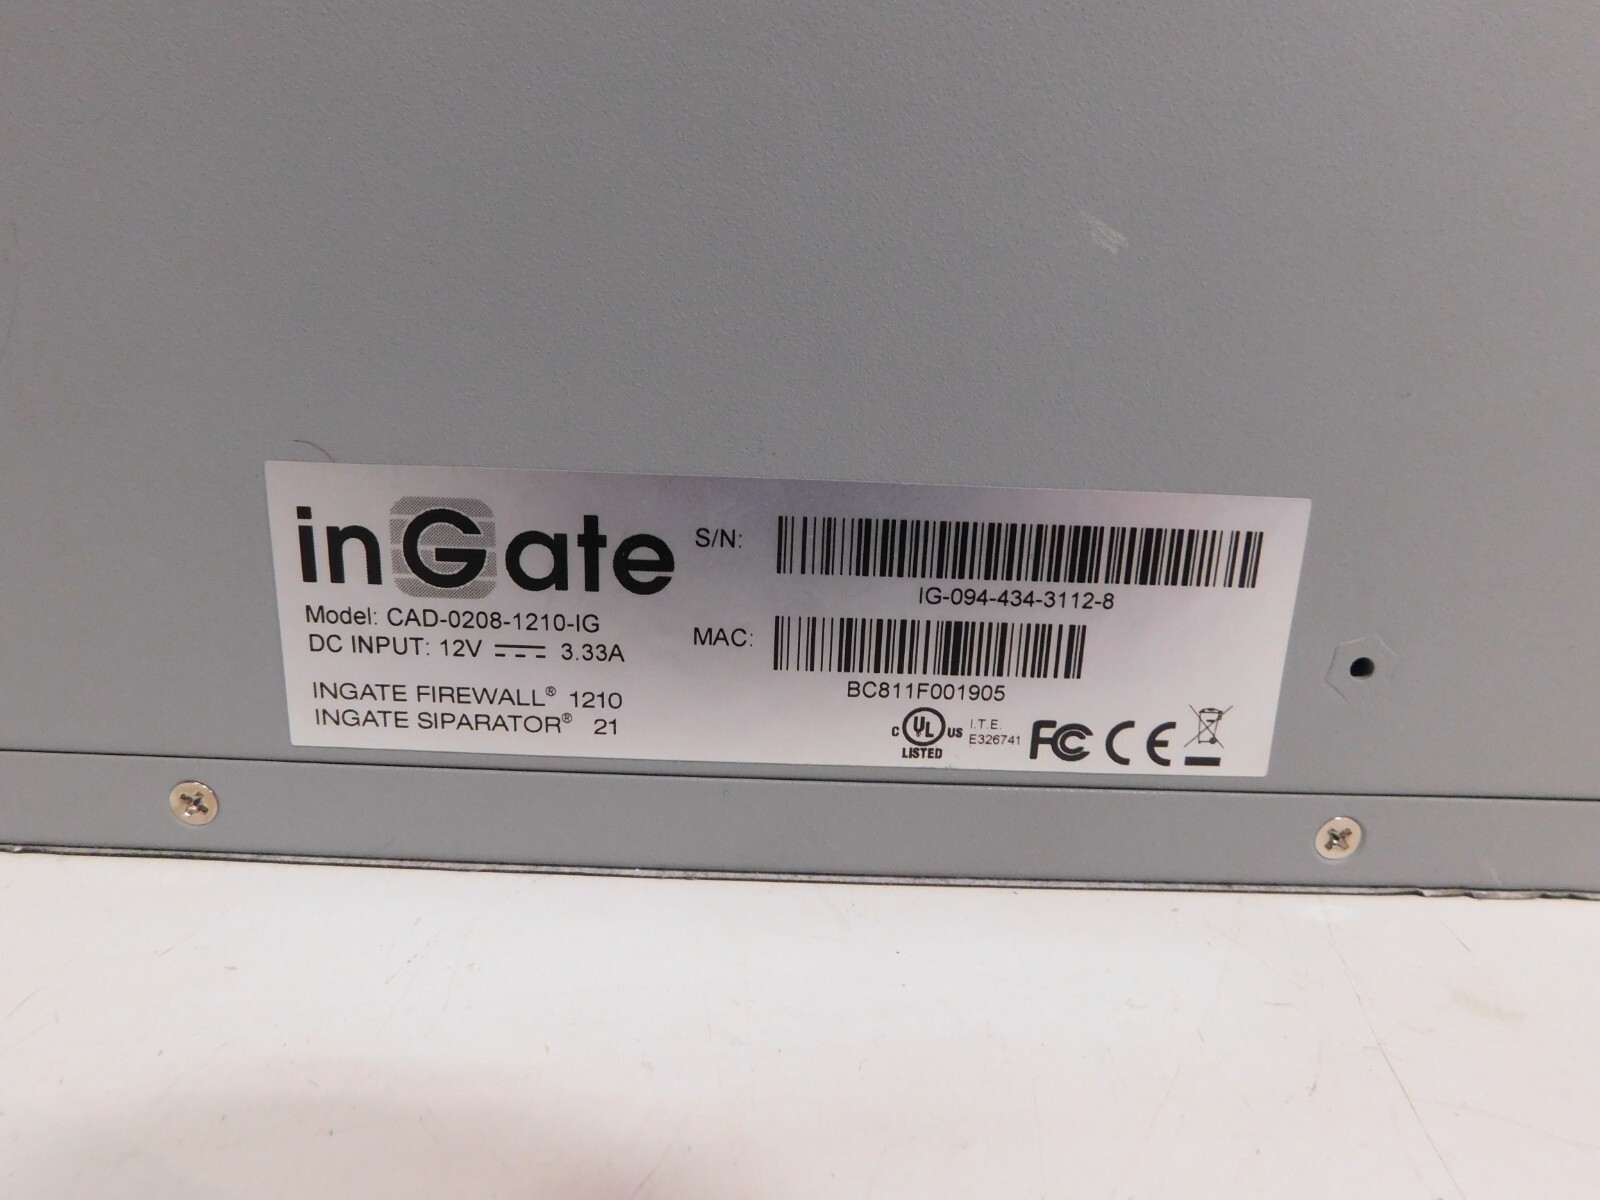 inGate
Model: CAD-0208-1210-IG
DC INPUT: 12V 3.33A
INGATE FIREWALL® 1210
INGATE SIPARATOR® 21
S/N:
IG-094-434-3112-8
MAC:
BC811F001905
C UL US
LISTED
I.T.E.
E326741
FC CE